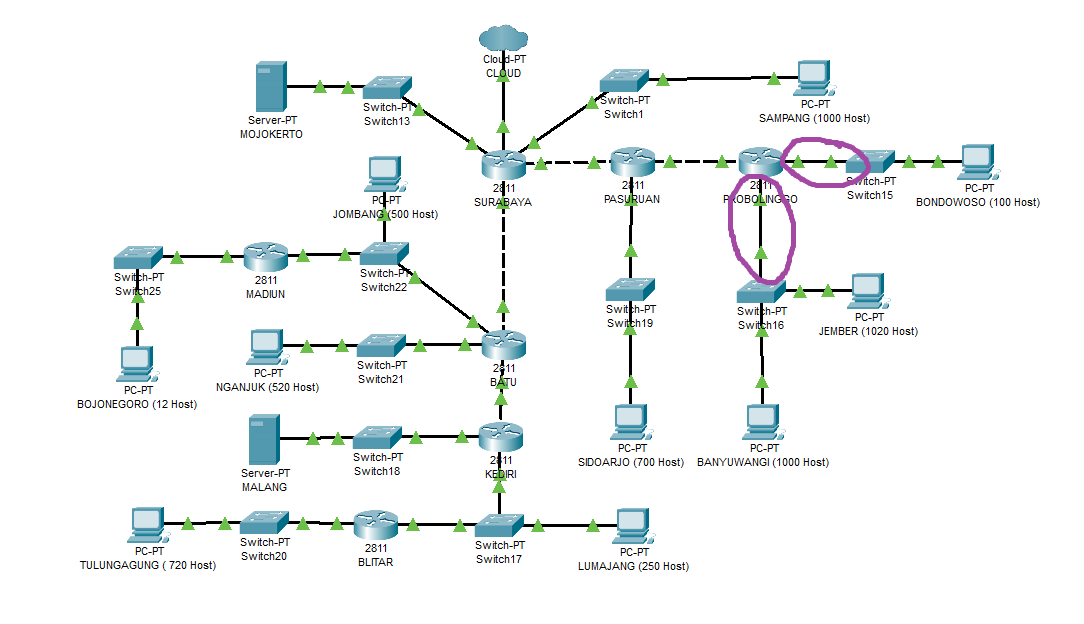 Cloud-PT
CLOUD
Server-PT
MOJOKERTO
Switch-PT
Switch13
Switch-PT
Switch1
PC-PT
SAMPANG (1000 Host)
2811
SURABAYA
2811
PASURUAN
2811
PROBOLINGGO
Switch-PT
Switch15
PC-PT
BONDOWOSO (100 Host)
PC-PT
JOMBANG (500 Host)
Switch-PT
Switch25
2811
MADIUN
Switch-PT
Switch22
Switch-PT
Switch19
Switch-PT
Switch16
PC-PT
JEMBER (1020 Host)
PC-PT
BOJONEGORO (12 Host)
PC-PT
NGANJUK (520 Host)
Switch-PT
Switch21
2811
BATU
Server-PT
MALANG
Switch-PT
Switch18
2811
KEDIRI
PC-PT
SIDOARJO (700 Host)
PC-PT
BANYUWANGI (1000 Host)
PC-PT
TULUNGAGUNG ( 720 Host)
Switch-PT
Switch20
2811
BLITAR
Switch-PT
Switch17
PC-PT
LUMAJANG (250 Host)